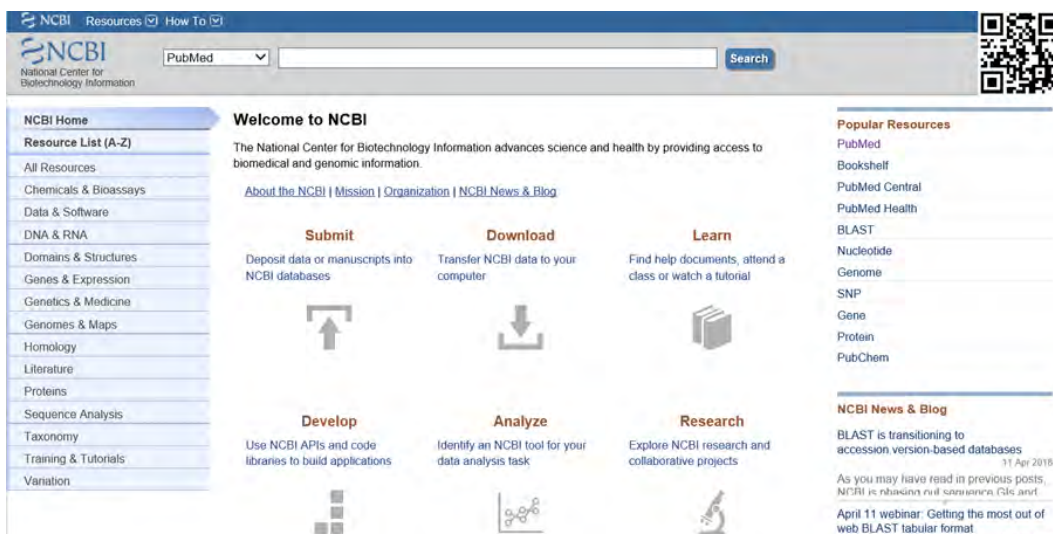 NCBI Resources How To
NCBI
National Center for
Biotechnology Information
PubMed
Search
NCBI Home
Resource List (A-Z)
All Resources
Chemicals & Bioassays
Data & Software
DNA & RNA
Domains & Structures
Genes & Expression
Genetics & Medicine
Genomes & Maps
Homology
Literature
Proteins
Sequence Analysis
Taxonomy
Training & Tutorials
Variation
Welcome to NCBI
The National Center for Biotechnology Information advances science and health by providing access to
biomedical and genomic information.
About the NCBI | Mission | Organization | NCBI News & Blog
Submit
Deposit data or manuscripts into
NCBI databases
Download
Transfer NCBI data to your
computer
Learn
Find help documents, attend a
class or watch a tutorial
Develop
Use NCBI APIs and code
libraries to build applications
Analyze
Identify an NCBI tool for your
data analysis task
Research
Explore NCBI research and
collaborative projects
Popular Resources
PubMed
Bookshelf
PubMed Central
PubMed Health
BLAST
Nucleotide
Genome
SNP
Gene
Protein
PubChem
NCBI News & Blog
BLAST is transitioning to
accession version-based databases
11 Apr 2018
As you may have read in previous posts,
NCBI is phasing out sequence GIs and
April 11 webinar: Getting the most out of
web BLAST tabular format